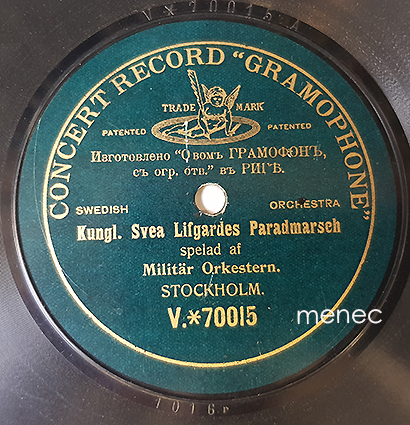 V*70015 A
CONCERT RECORD "GRAMOPHONE"
TRADE MARK
PATENTED PATENTED
Изготовлено "О-вомъ ГРАМОФОНЪ,
съ огр. отв." въ РИГѢ.
SWEDISH ORCHESTRA
Kungl. Svea Lifgardes Paradmarsch
spelad af
Militär Orkestern.
STOCKHOLM.
V.*70015
menec
1016r